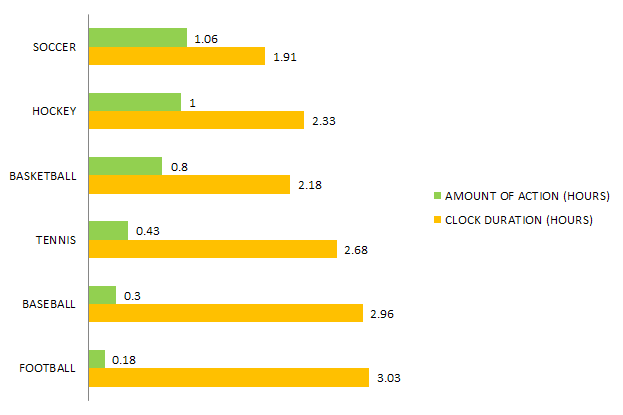 SOCCER
1.06
1.91
HOCKEY
1
2.33
BASKETBALL
0.8
2.18
AMOUNT OF ACTION (HOURS)
CLOCK DURATION (HOURS)
TENNIS
0.43
2.68
BASEBALL
0.3
2.96
FOOTBALL
0.18
3.03